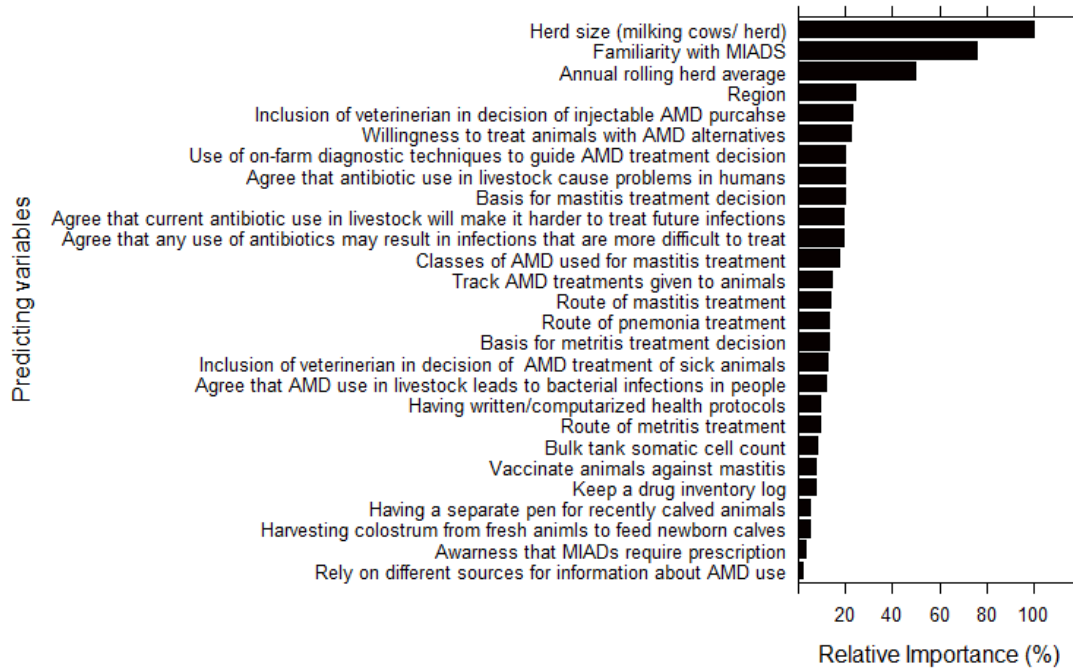 Herd size (milking cows/ herd)
Familiarity with MIADS
Annual rolling herd average
Region
Inclusion of veterinerian in decision of injectable AMD purcahse
Willingness to treat animals with AMD alternatives
Use of on-farm diagnostic techniques to guide AMD treatment decision
Agree that antibiotic use in livestock cause problems in humans
Basis for mastitis treatment decision
Agree that current antibiotic use in livestock will make it harder to treat future infections
Agree that any use of antibiotics may result in infections that are more difficult to treat
Classes of AMD used for mastitis treatment
Track AMD treatments given to animals
Route of mastitis treatment
Route of pnemonia treatment
Basis for metritis treatment decision
Inclusion of veterinerian in decision of AMD treatment of sick animals
Agree that AMD use in livestock leads to bacterial infections in people
Having written/computarized health protocols
Route of metritis treatment
Bulk tank somatic cell count
Vaccinate animals against mastitis
Keep a drug inventory log
Having a separate pen for recently calved animals
Harvesting colostrum from fresh animls to feed newborn calves
Awarness that MIADs require prescription
Rely on different sources for information about AMD use
Predicting variables
20 40 60 80 100
Relative Importance (%)